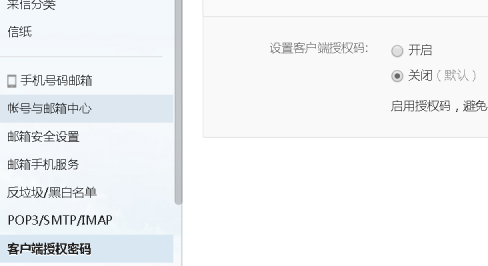 来信分类
信纸
手机号码邮箱
帐号与邮箱中心
邮箱安全设置
邮箱手机服务
反垃圾/黑白名单
POP3/SMTP/IMAP
客户端授权密码
设置客户端授权码:
开启
关闭（默认）
启用授权码，避免